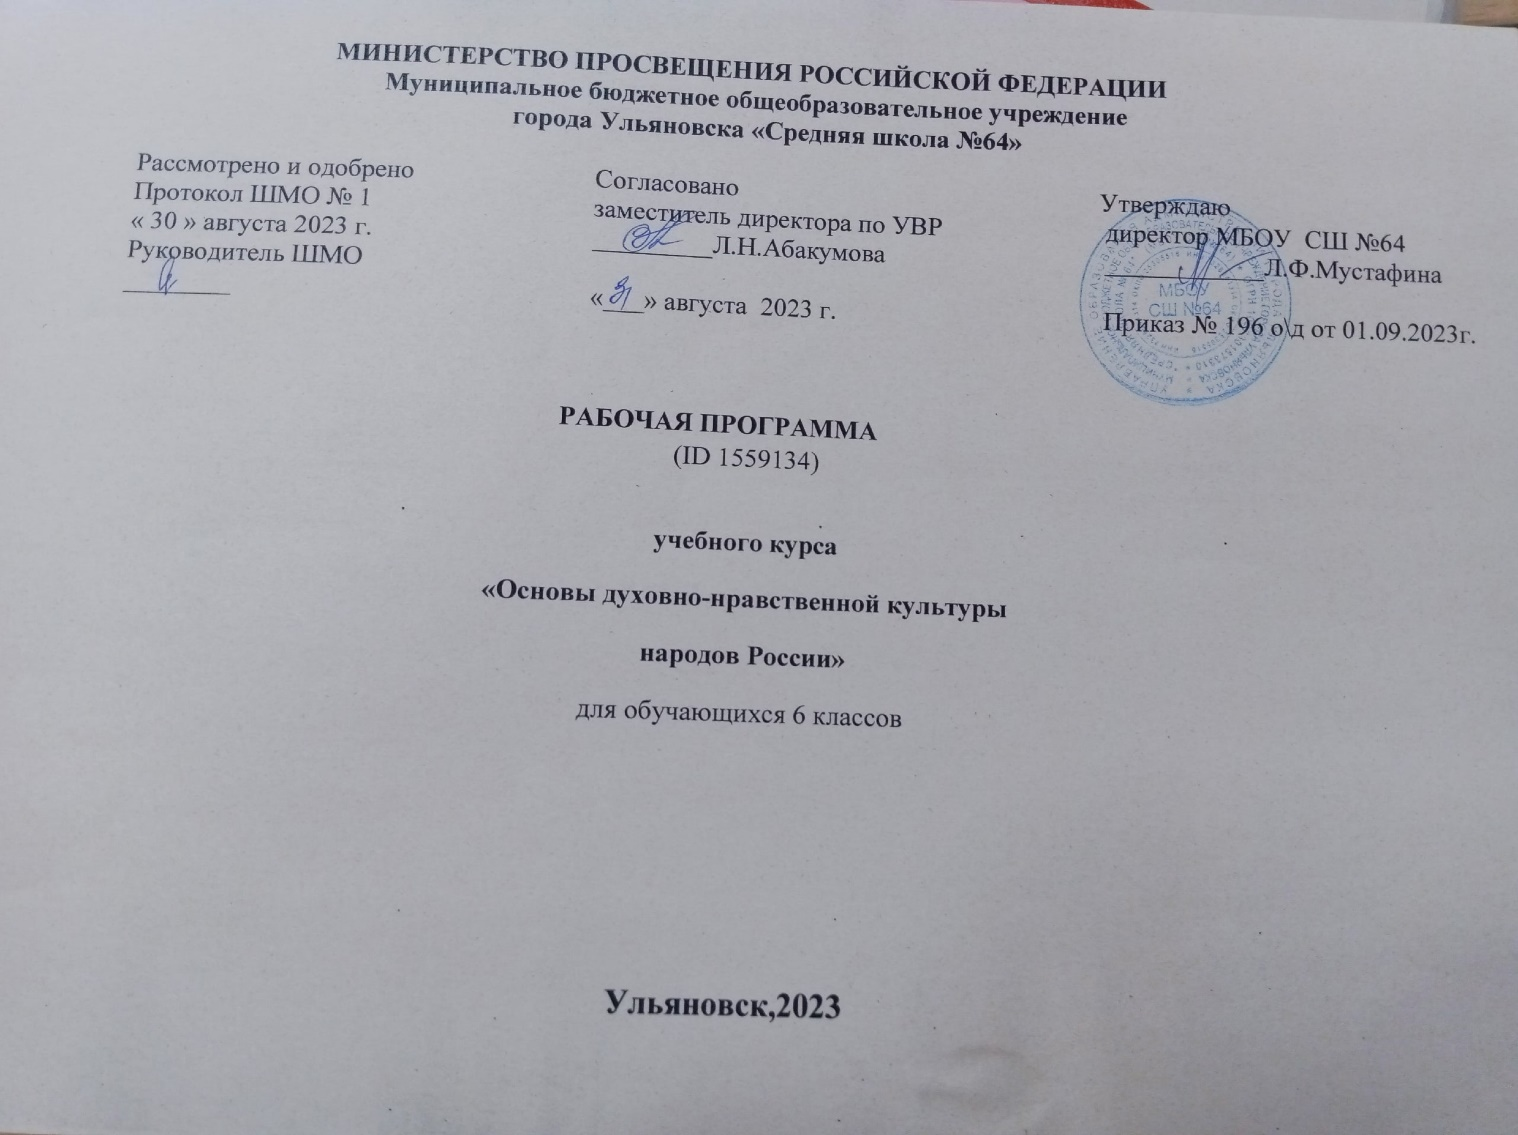 МИНИСТЕРСТВО ПРОСВЕЩЕНИЯ РОССИЙСКОЙ ФЕДЕРАЦИИ
Муниципальное бюджетное общеобразовательное учреждение
города Ульяновска «Средняя школа №64»
Рассмотрено и одобрено
Протокол ШМО № 1
« 30 » августа 2023 г.
Руководитель ШМО
Согласовано
заместитель директора по УВР
Л.Н.Абакумова
« 31 » августа 2023 г.
Утверждаю
директор МБОУ СШ №64
Л.Ф.Мустафина
МБОУ
СШ №64
Приказ № 196 о\д от 01.09.2023г.
РАБОЧАЯ ПРОГРАММА
(ID 1559134)
учебного курса
«Основы духовно-нравственной культуры
народов России»
для обучающихся 6 классов
Ульяновск,2023